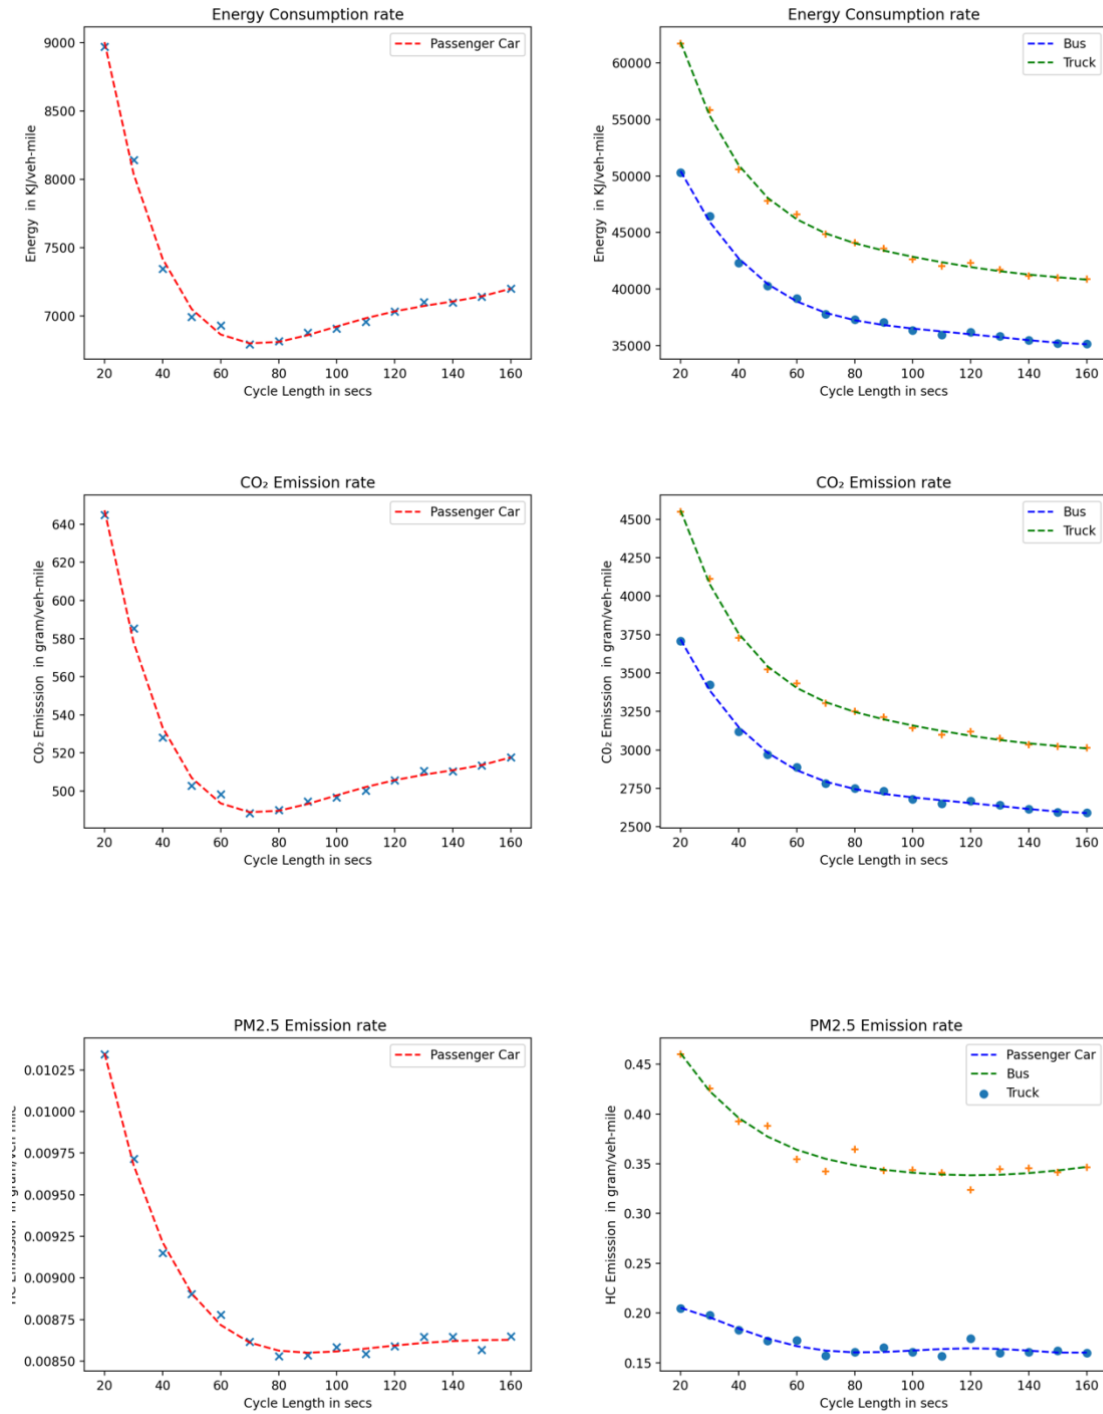 Energy Consumption rate
Energy in KJ/veh-mile
9000
8500
8000
7500
7000
Passenger Car
20 40 60 80 100 120 140 160
Cycle Length in secs
Energy Consumption rate
Energy in KJ/veh-mile
60000
55000
50000
45000
40000
35000
Bus
Truck
20 40 60 80 100 120 140 160
Cycle Length in secs
CO₂ Emission rate
CO₂ Emisssion in gram/veh-mile
640
620
600
580
560
540
520
500
Passenger Car
20 40 60 80 100 120 140 160
Cycle Length in secs
CO₂ Emission rate
CO₂ Emisssion in gram/veh-mile
4500
4250
4000
3750
3500
3250
3000
2750
2500
Bus
Truck
20 40 60 80 100 120 140 160
Cycle Length in secs
PM2.5 Emission rate
HC Emisssion in gram/veh-mile
0.01025
0.01000
0.00975
0.00950
0.00925
0.00900
0.00875
0.00850
Passenger Car
20 40 60 80 100 120 140 160
Cycle Length in secs
PM2.5 Emission rate
HC Emisssion in gram/veh-mile
0.45
0.40
0.35
0.30
0.25
0.20
0.15
Passenger Car
Bus
Truck
20 40 60 80 100 120 140 160
Cycle Length in secs